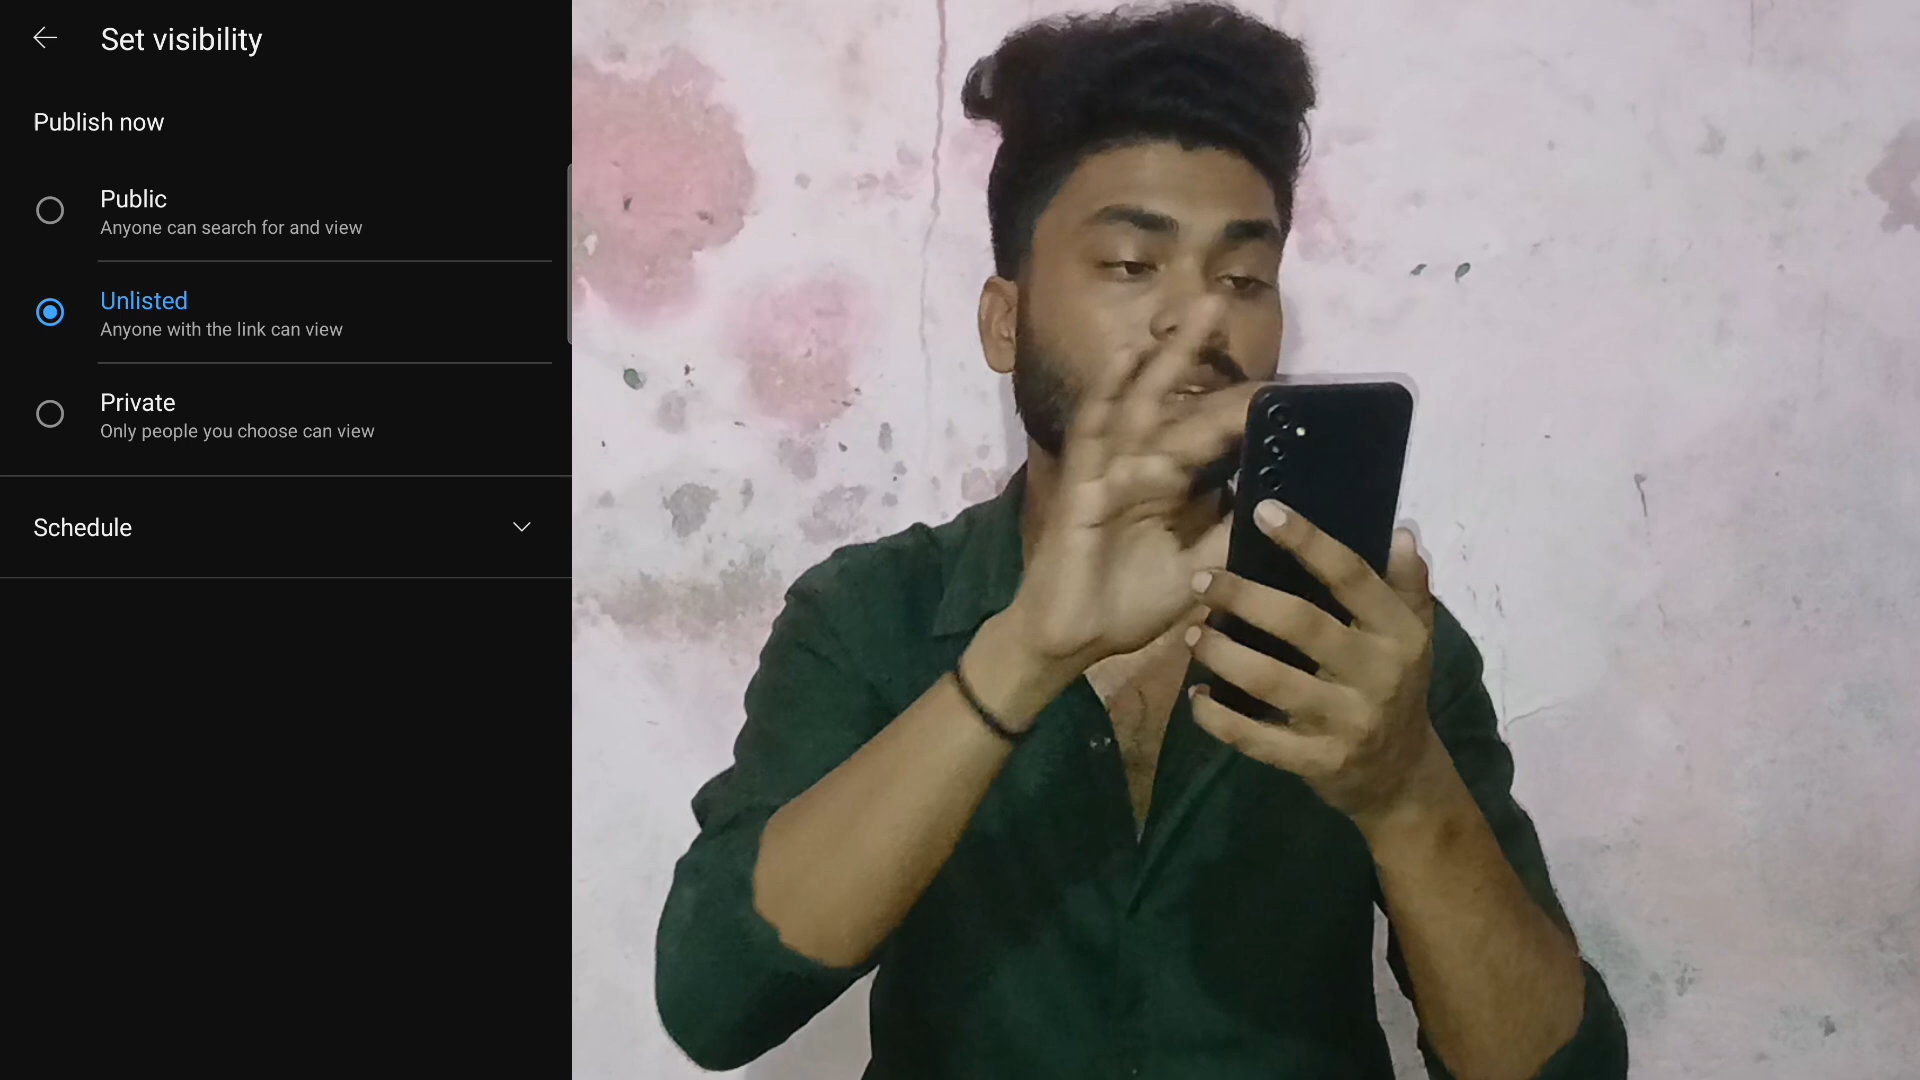 Set visibility
Publish now
Public
Anyone can search for and view
Unlisted
Anyone with the link can view
Private
Only people you choose can view
Schedule